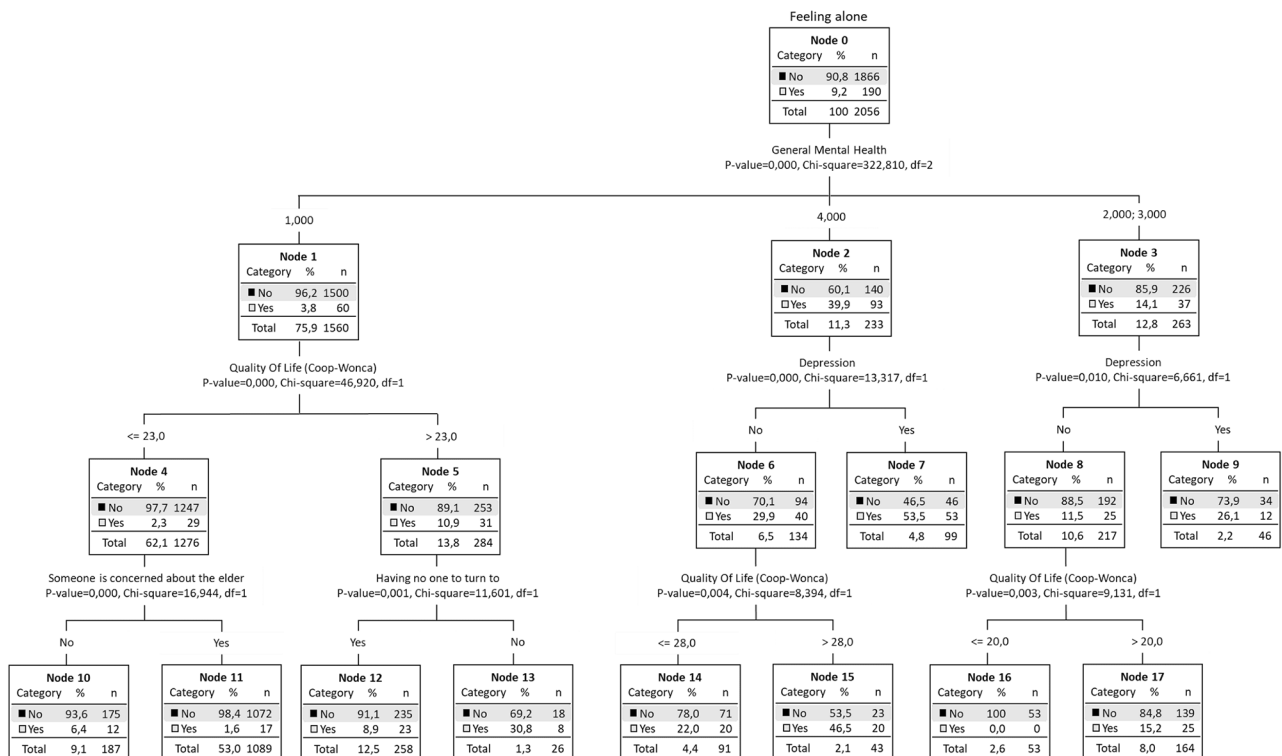 Feeling alone
Node 0
Category % n
No 90,8 1866
Yes 9,2 190
Total 100 2056
General Mental Health
P-value=0,000, Chi-square=322,810, df=2
1,000
4,000
2,000; 3,000
Node 1
Category % n
No 96,2 1500
Yes 3,8 60
Total 75,9 1560
Node 2
Category % n
No 60,1 140
Yes 39,9 93
Total 11,3 233
Node 3
Category % n
No 85,9 226
Yes 14,1 37
Total 12,8 263
Quality Of Life (Coop-Wonca)
P-value=0,000, Chi-square=46,920, df=1
Depression
P-value=0,000, Chi-square=13,317, df=1
Depression
P-value=0,010, Chi-square=6,661, df=1
<= 23,0
> 23,0
No
Yes
No
Yes
Node 4
Category % n
No 97,7 1247
Yes 2,3 29
Total 62,1 1276
Node 5
Category % n
No 89,1 253
Yes 10,9 31
Total 13,8 284
Node 6
Category % n
No 70,1 94
Yes 29,9 40
Total 6,5 134
Node 7
Category % n
No 46,5 46
Yes 53,5 53
Total 4,8 99
Node 8
Category % n
No 88,5 192
Yes 11,5 25
Total 10,6 217
Node 9
Category % n
No 73,9 34
Yes 26,1 12
Total 2,2 46
Someone is concerned about the elder
P-value=0,000, Chi-square=16,944, df=1
Having no one to turn to
P-value=0,001, Chi-square=11,601, df=1
Quality Of Life (Coop-Wonca)
P-value=0,004, Chi-square=8,394, df=1
Quality Of Life (Coop-Wonca)
P-value=0,003, Chi-square=9,131, df=1
No
Yes
Yes
No
<= 28,0
> 28,0
<= 20,0
> 20,0
Node 10
Category % n
No 93,6 175
Yes 6,4 12
Total 9,1 187
Node 11
Category % n
No 98,4 1072
Yes 1,6 17
Total 53,0 1089
Node 12
Category % n
No 91,1 235
Yes 8,9 23
Total 12,5 258
Node 13
Category % n
No 69,2 18
Yes 30,8 8
Total 1,3 26
Node 14
Category % n
No 78,0 71
Yes 22,0 20
Total 4,4 91
Node 15
Category % n
No 53,5 23
Yes 46,5 20
Total 2,1 43
Node 16
Category % n
No 100 53
Yes 0,0 0
Total 2,6 53
Node 17
Category % n
No 84,8 139
Yes 15,2 25
Total 8,0 164